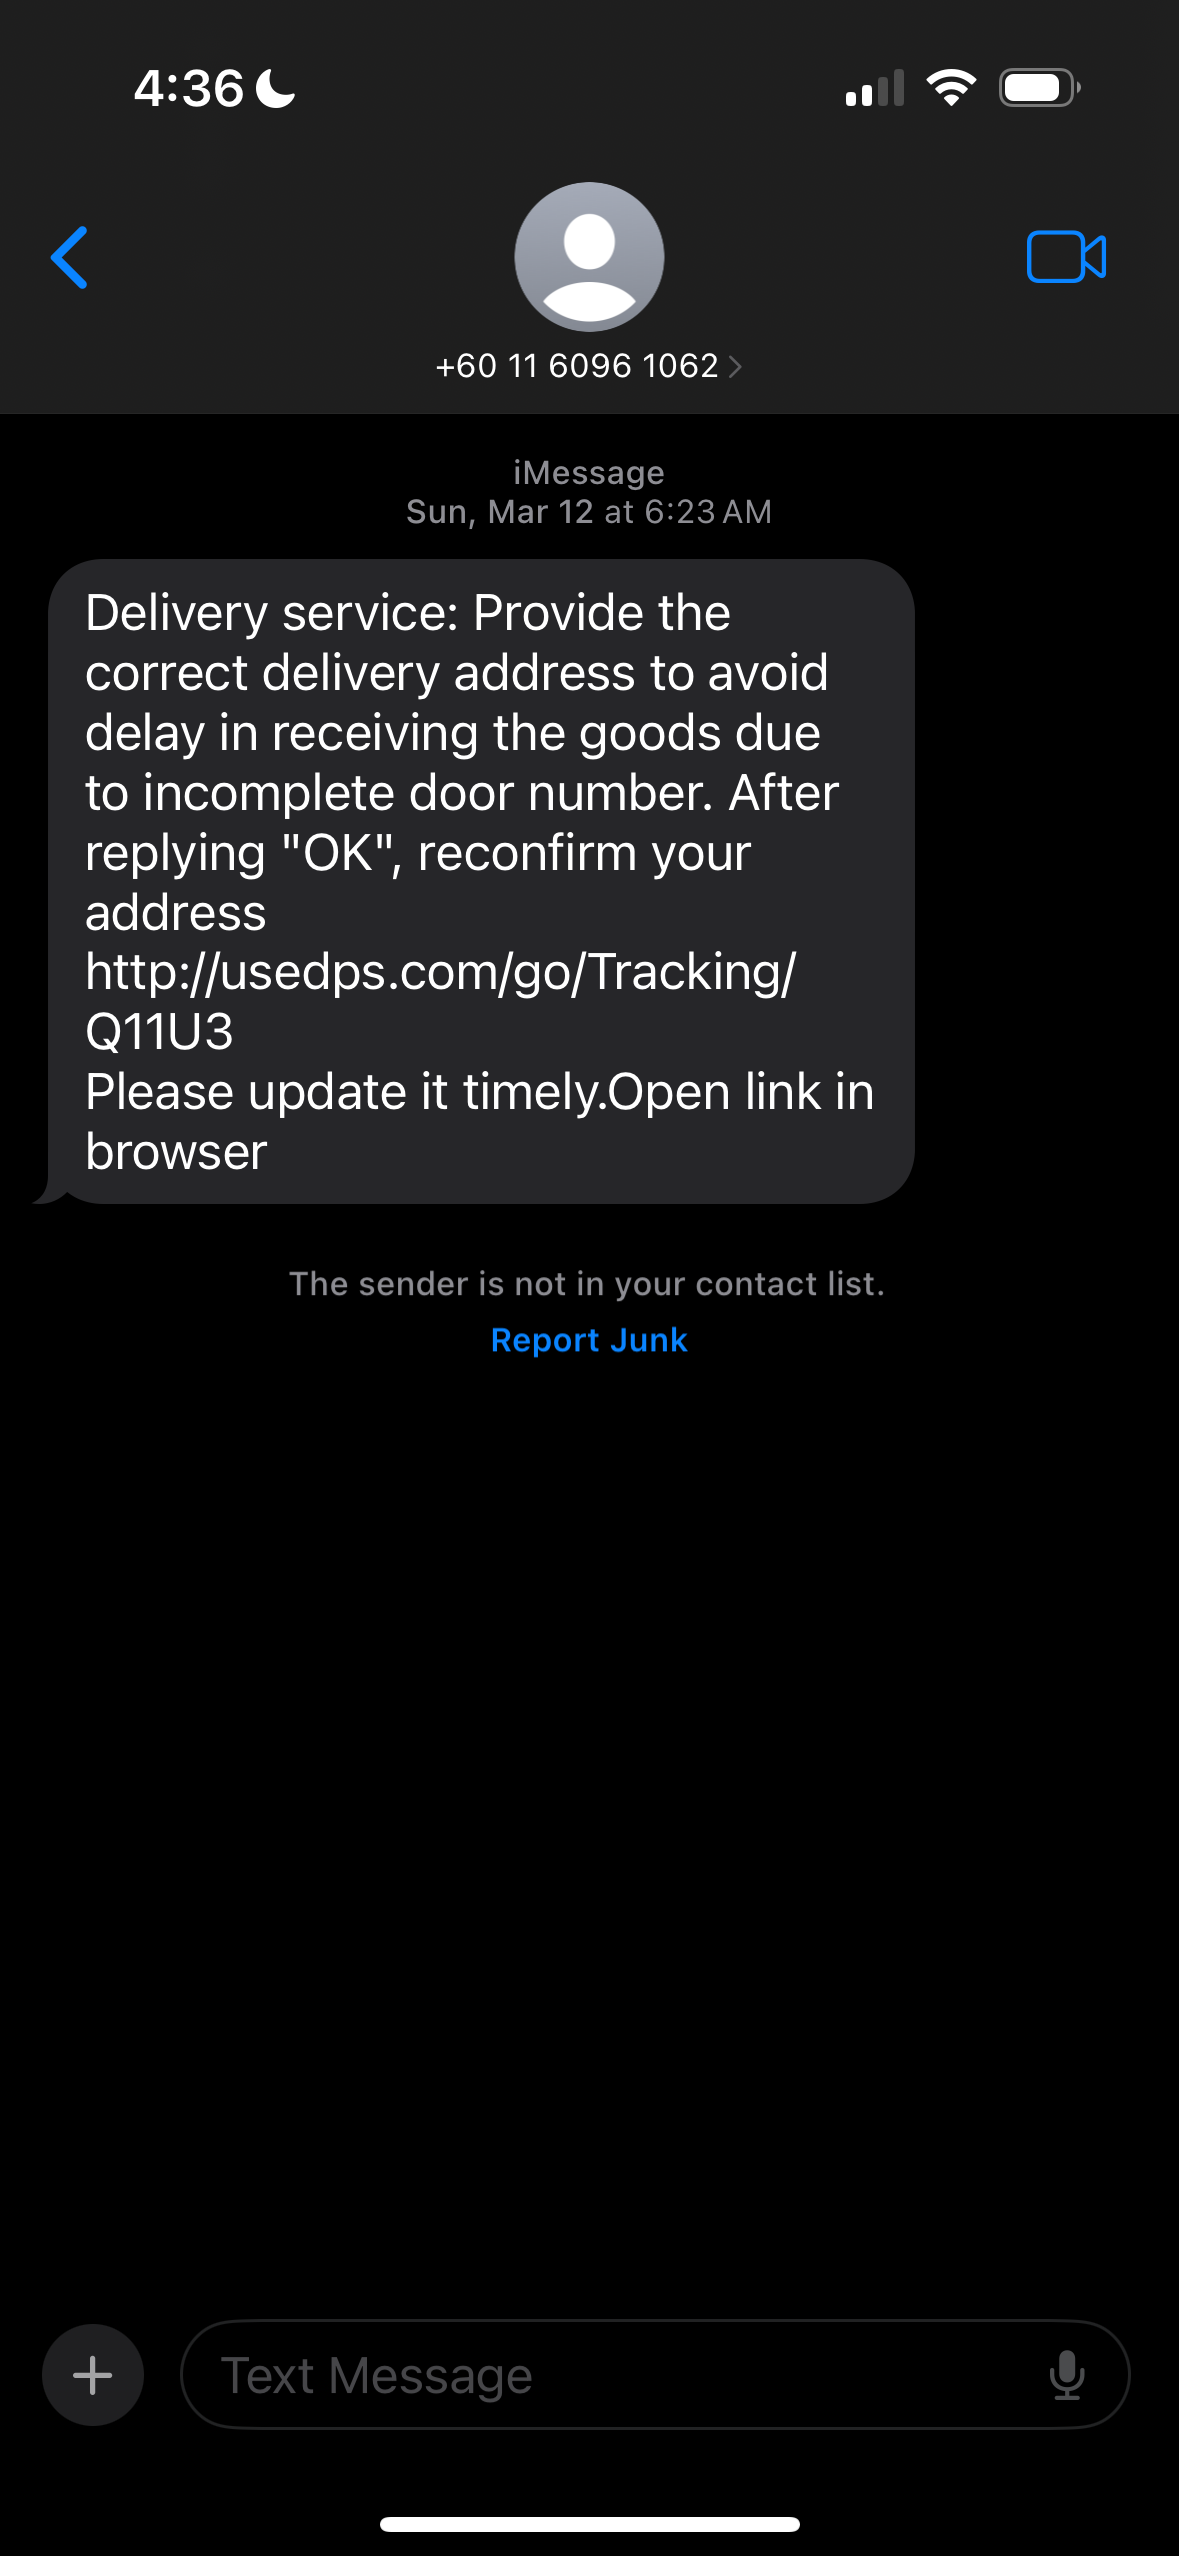 4:36
+60 11 6096 1062
iMessage
Sun, Mar 12 at 6:23 AM
Delivery service: Provide the
correct delivery address to avoid
delay in receiving the goods due
to incomplete door number. After
replying "OK", reconfirm your
address
http://usedps.com/go/Tracking/
Q11U3
Please update it timely.Open link in
browser
The sender is not in your contact list.
Report Junk
Text Message